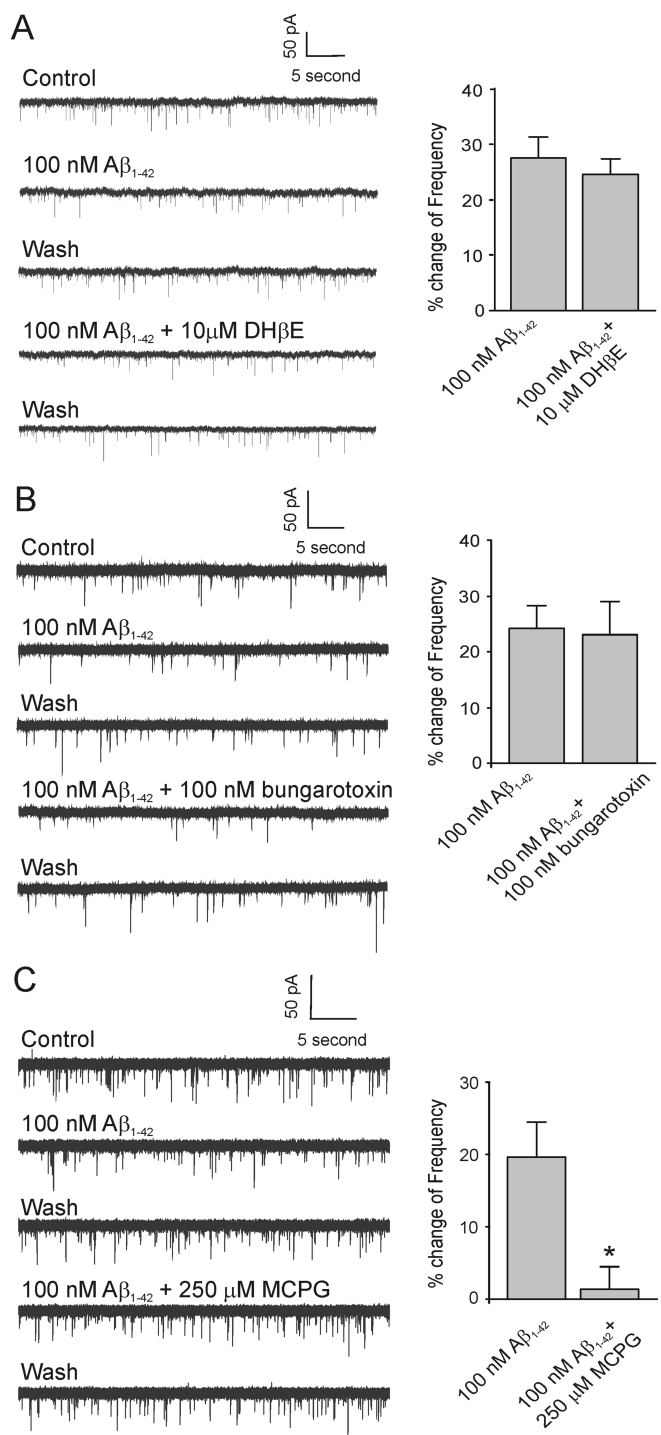 A
50 pA
5 second
Control
100 nM Aβ1-42
Wash
100 nM Aβ1-42 + 10μM DHβE
Wash
% change of Frequency
40
30
20
10
0
100 nM Aβ1-42
100 nM Aβ1-42+
10 μM DHβE
B
50 pA
5 second
Control
100 nM Aβ1-42
Wash
100 nM Aβ1-42 + 100 nM bungarotoxin
Wash
% change of Frequency
40
30
20
10
0
100 nM Aβ1-42
100 nM Aβ1-42+
100 nM bungarotoxin
C
50 pA
5 second
Control
100 nM Aβ1-42
Wash
100 nM Aβ1-42 + 250 μM MCPG
Wash
% change of Frequency
30
20
10
0
*
100 nM Aβ1-42
100 nM Aβ1-42+
250 μM MCPG